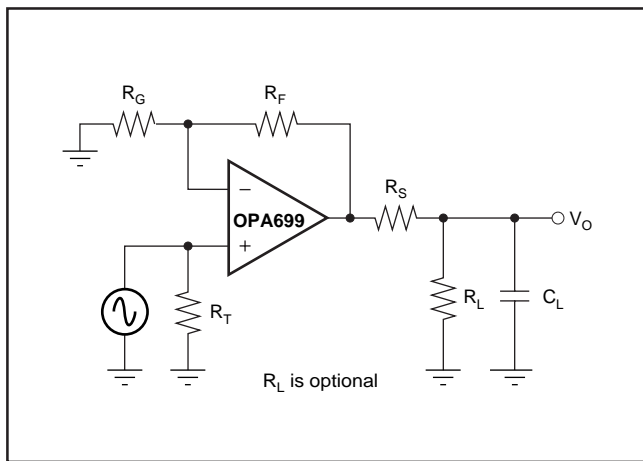 R_G
R_F
R_S
−
OPA699
+
V_O
R_T
R_L
C_L
R_L is optional